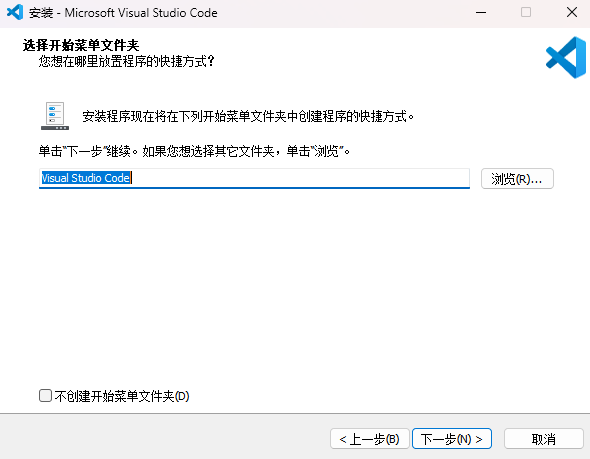 安装 - Microsoft Visual Studio Code
选择开始菜单文件夹
您想在哪里放置程序的快捷方式?
安装程序现在将在下列开始菜单文件夹中创建程序的快捷方式。
单击“下一步”继续。如果您想选择其它文件夹，单击“浏览”。
Visual Studio Code
浏览(R)...
不创建开始菜单文件夹(D)
< 上一步(B)
下一步(N) >
取消